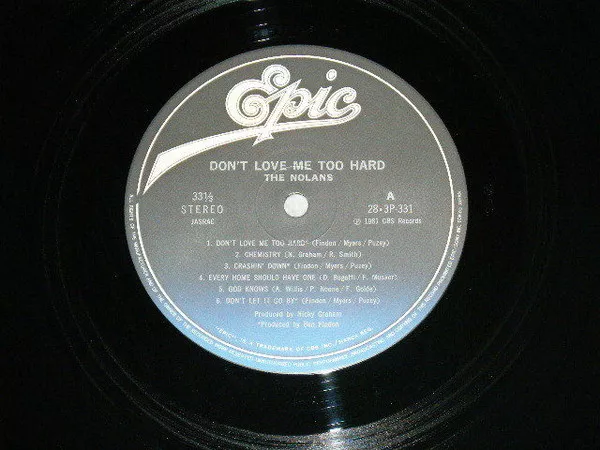 Epic
DON'T LOVE ME TOO HARD
THE NOLANS
33⅓ A
STEREO 28·3P-331
JASRAC Ⓟ 1981 CBS Records
1. DON'T LOVE ME TOO HARD* (Findon / Myers / Puzey)
2. CHEMISTRY (N. Graham / R. Smith)
3. CRASHIN' DOWN* (Findon / Myers / Puzey)
4. EVERY HOME SHOULD HAVE ONE (D. Bugatti / F. Musker)
5. GOD KNOWS (A. Willis / P. Noone / F. Golde)
6. DON'T LET IT GO BY* (Findon / Myers / Puzey)
Produced by Nicky Graham
*Produced by Ben Findon